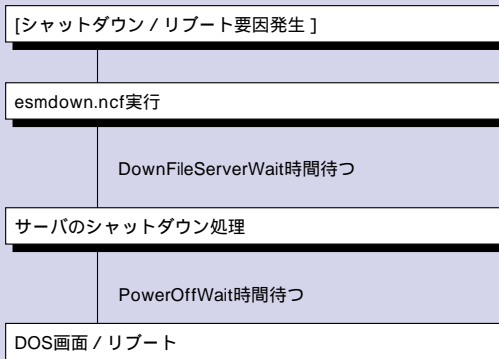 [シャットダウン / リブート要因発生 ]
esmdown.ncf実行
DownFileServerWait時間待つ
サーバのシャットダウン処理
PowerOffWait時間待つ
DOS画面 / リブート